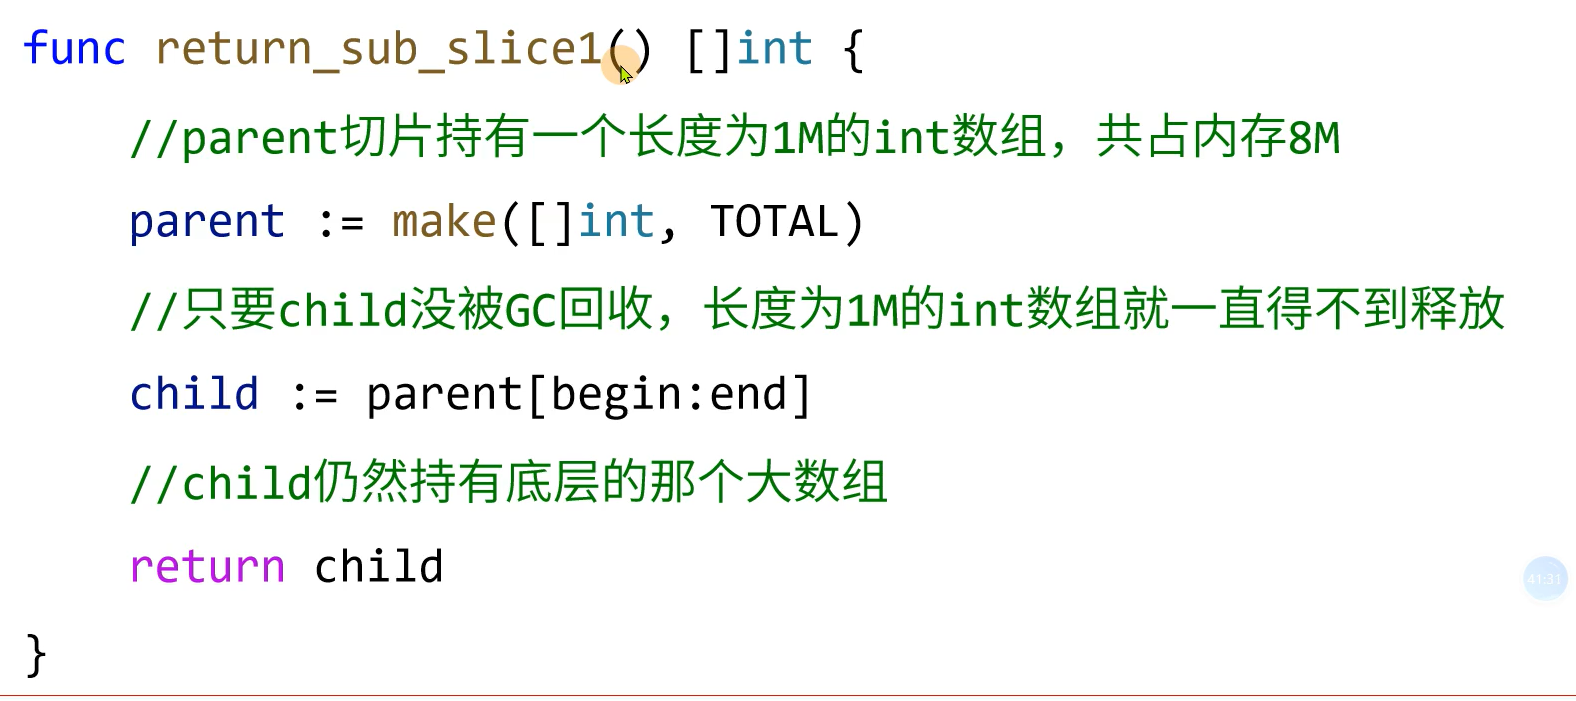 func return_sub_slice1() []int {
//parent切片持有一个长度为1M的int数组，共占内存8M
parent := make([]int, TOTAL)
//只要child没被GC回收，长度为1M的int数组就一直得不到释放
child := parent[begin:end]
//child仍然持有底层的那个大数组
return child
41:31
}